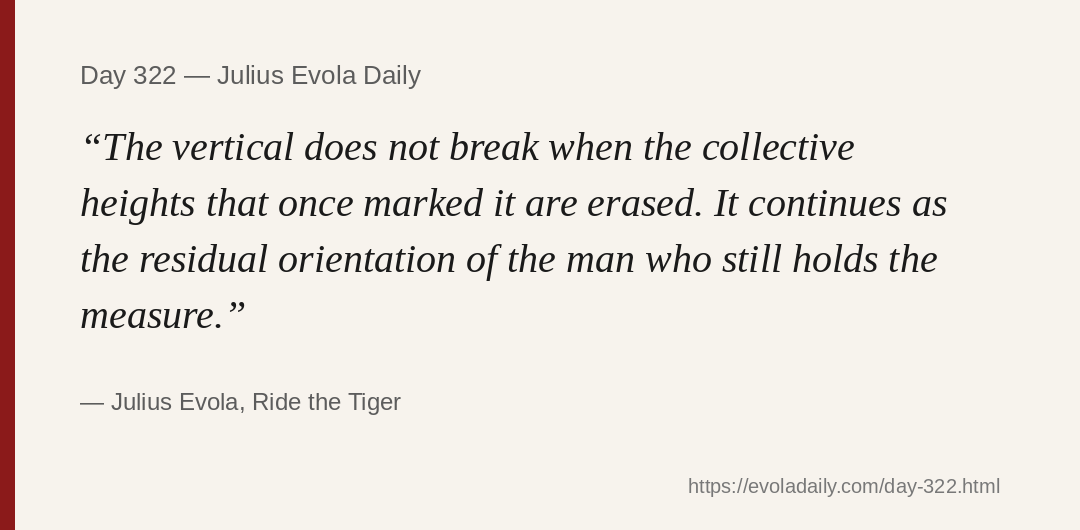 Day 322 — Julius Evola Daily
“The vertical does not break when the collective
heights that once marked it are erased. It continues as
the residual orientation of the man who still holds the
measure.”
— Julius Evola, Ride the Tiger
https://evoladaily.com/day-322.html